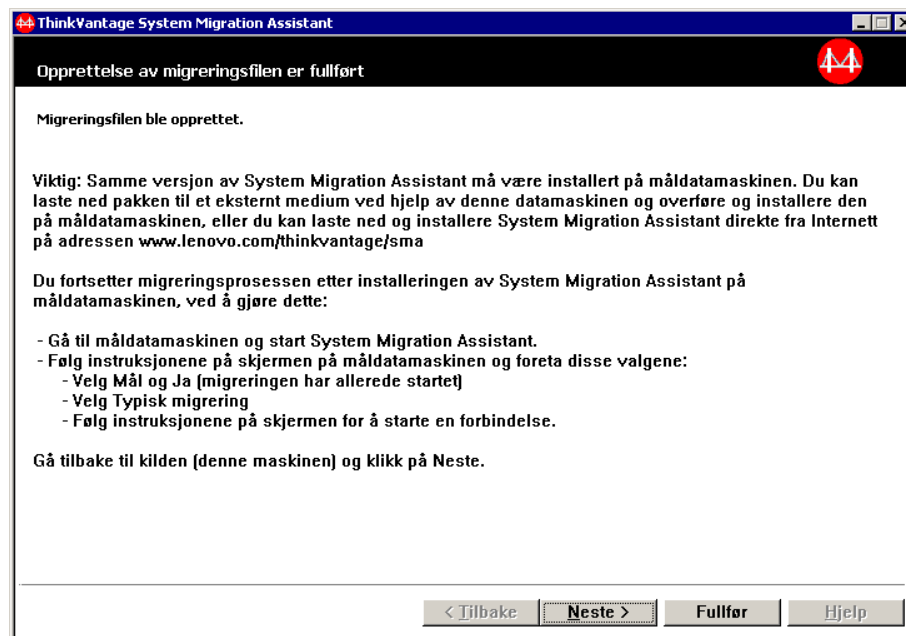 ThinkVantage System Migration Assistant
Opprettelse av migreringsfilen er fullført
Migreringsfilen ble opprettet.
Viktig: Samme versjon av System Migration Assistant må være installert på måldatamaskinen. Du kan
laste ned pakken til et eksternt medium ved hjelp av denne datamaskinen og overføre og installere den
på måldatamaskinen, eller du kan laste ned og installere System Migration Assistant direkte fra Internett
på adressen www.lenovo.com/thinkvantage/sma
Du fortsetter migreringsprosessen etter installeringen av System Migration Assistant på
måldatamaskinen, ved å gjøre dette:
- Gå til måldatamaskinen og start System Migration Assistant.
- Følg instruksjonene på skjermen på måldatamaskinen og foreta disse valgene:
- Velg Mål og Ja (migreringen har allerede startet)
- Velg Typisk migrering
- Følg instruksjonene på skjermen for å starte en forbindelse.
Gå tilbake til kilden (denne maskinen) og klikk på Neste.
< Tilbake Neste > Fullfør Hjelp